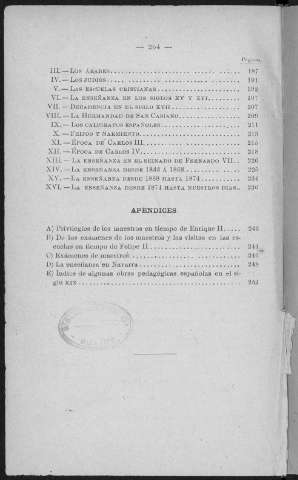 — 264 —
Páginas.
III.—Los árabes.... 187
IV.—Los judíos.... 191
V.—Las escuelas cristianas.... 192
VI.—La enseñanza en los siglos XV y XVI.... 197
VII.—Decadencia en el siglo XVII.... 207
VIII.—La Hermandad de San Casiano.... 209
IX.—Los calígrafos españoles.... 211
X.—Feijoo y Sarmiento.... 213
XI.—Época de Carlos III.... 215
XII.—Época de Carlos IV.... 218
XIII.—La enseñanza en el reinado de Fernando VII.... 220
XIV.—La enseñanza desde 1833 á 1868.... 225
XV.—La enseñanza desde 1868 hasta 1874.... 234
XVI.—La enseñanza desde 1874 hasta nuestros días.. 236
APENDICES
A) Privilegios de los maestros en tiempo de Enrique II.... 243
B) De los exámenes de los maestros y las visitas en las es-
cuelas en tiempo de Felipe II.... 244
C) Exámenes de maestros.... 246
D) La enseñanza en Navarra.... 248
E) Índice de algunas obras pedagógicas españolas en el si-
glo XIX....